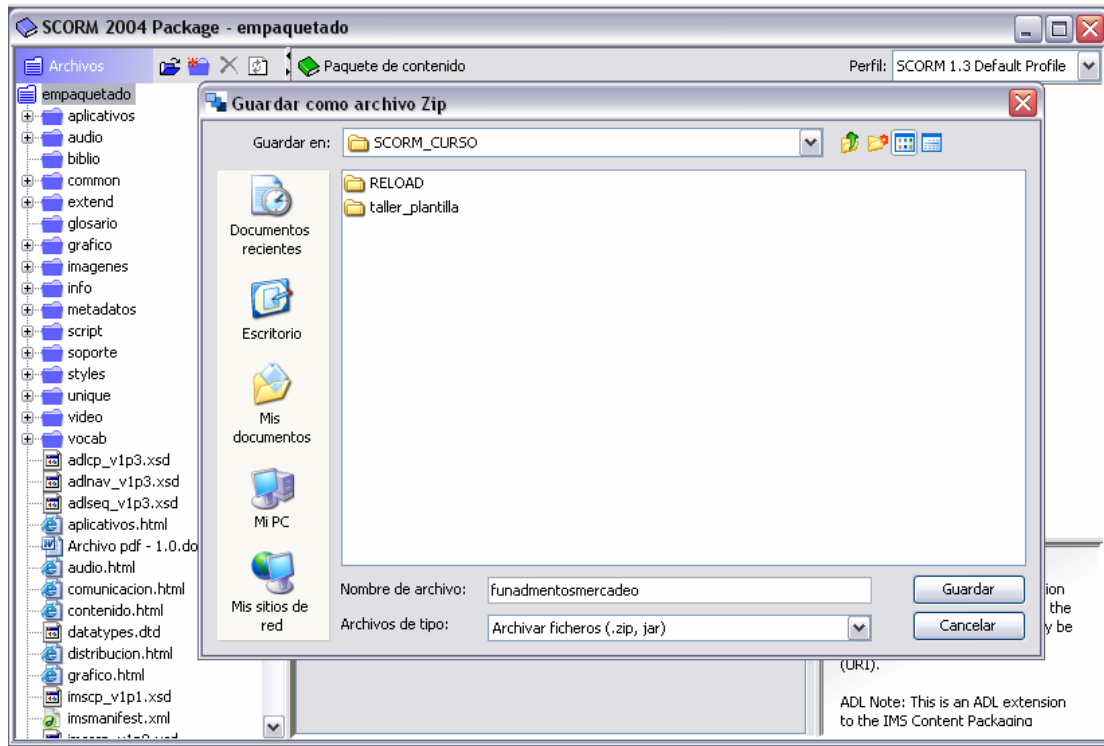 SCORM 2004 Package - empaquetado
Archivos
Paquete de contenido
Perfil: SCORM 1.3 Default Profile
empaquetado
aplicativos
audio
biblio
common
extend
glosario
grafico
imagenes
info
metadatos
script
soporte
styles
unique
video
vocab
adlcp_v1p3.xsd
adlnav_v1p3.xsd
adlseq_v1p3.xsd
aplicativos.html
Archivo pdf - 1.0.do
audio.html
comunicacion.html
contenido.html
datatypes.dtd
distribucion.html
grafico.html
imscp_v1p1.xsd
imsmanifest.xml
Guardar como archivo Zip
Guardar en: SCORM_CURSO
RELOAD
taller_plantilla
Documentos
recientes
Escritorio
Mis
documentos
Mi PC
Mis sitios de
red
Nombre de archivo: funadmentosmercadeo
Guardar
Archivos de tipo: Archivar ficheros (.zip, jar)
Cancelar
ion
the
y be
(URI).
ADL Note: This is an ADL extension
to the IMS Content Packaging